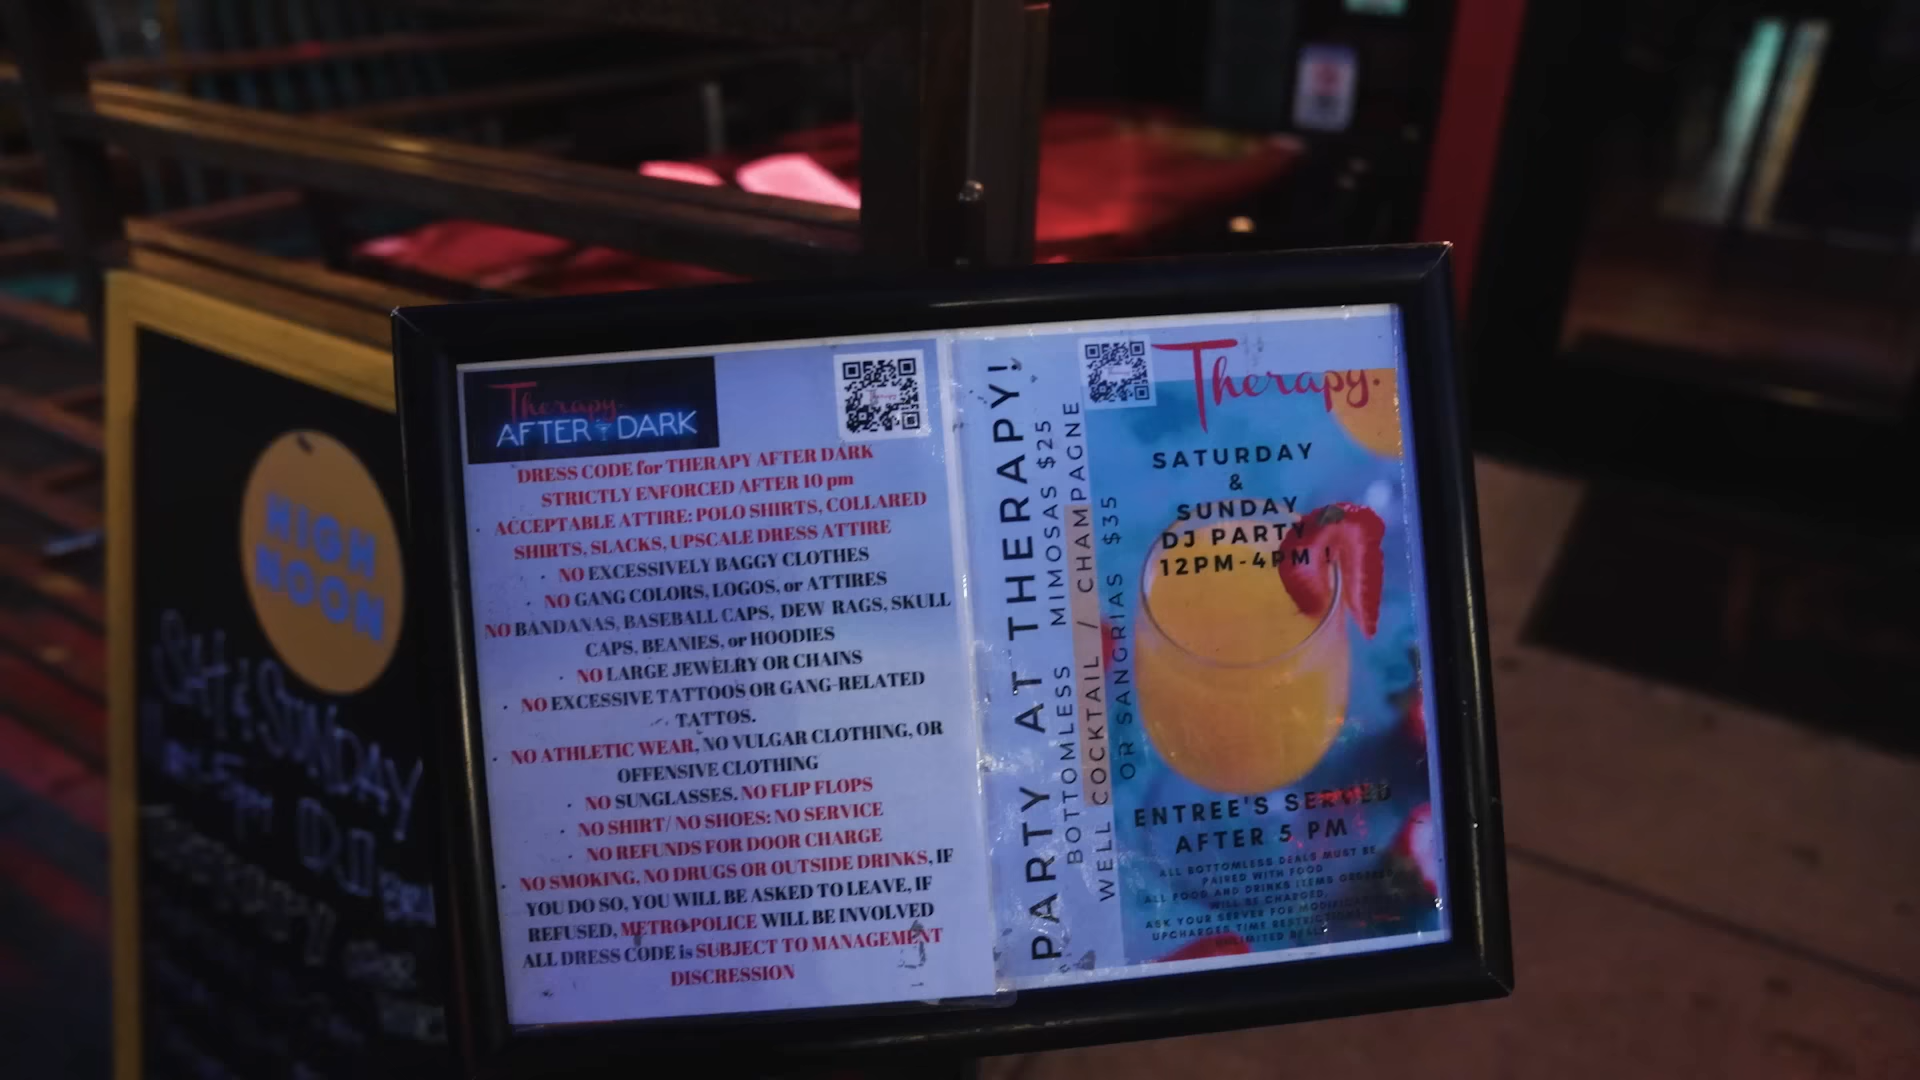 Therapy.
AFTER DARK
DRESS CODE for THERAPY AFTER DARK
STRICTLY ENFORCED AFTER 10 pm
ACCEPTABLE ATTIRE: POLO SHIRTS, COLLARED
SHIRTS, SLACKS, UPSCALE DRESS ATTIRE
NO EXCESSIVELY BAGGY CLOTHES
NO GANG COLORS, LOGOS, or ATTIRES
NO BANDANAS, BASEBALL CAPS, DEW RAGS, SKULL
CAPS, BEANIES, or HOODIES
NO LARGE JEWELRY OR CHAINS
NO EXCESSIVE TATTOOS OR GANG-RELATED
TATTOS.
NO ATHLETIC WEAR, NO VULGAR CLOTHING, OR
OFFENSIVE CLOTHING
NO SUNGLASSES. NO FLIP FLOPS
NO SHIRT/ NO SHOES: NO SERVICE
NO REFUNDS FOR DOOR CHARGE
NO SMOKING, NO DRUGS OR OUTSIDE DRINKS, IF
YOU DO SO, YOU WILL BE ASKED TO LEAVE, IF
REFUSED, METRO POLICE WILL BE INVOLVED
ALL DRESS CODE is SUBJECT TO MANAGEMENT
DISCRESSION
PARTY AT THERAPY!
BOTTOMLESS MIMOSAS $25
WELL COCKTAIL / CHAMPAGNE
OR SANGRIAS $35
Therapy.
SATURDAY
&
SUNDAY
DJ PARTY
12PM-4PM !
ENTREE'S SERVED
AFTER 5 PM
ALL BOTTOMLESS DEALS MUST BE
PAIRED WITH FOOD
ALL FOOD AND DRINKS ITEMS ORDERED
WILL BE CHARGED.
ASK YOUR SERVER FOR
UPCHARGES TIME RESTRICTIONS
UNLIMITED
HIGH
NOON
SAT & SUNDAY
5pm DJ
THERAPY